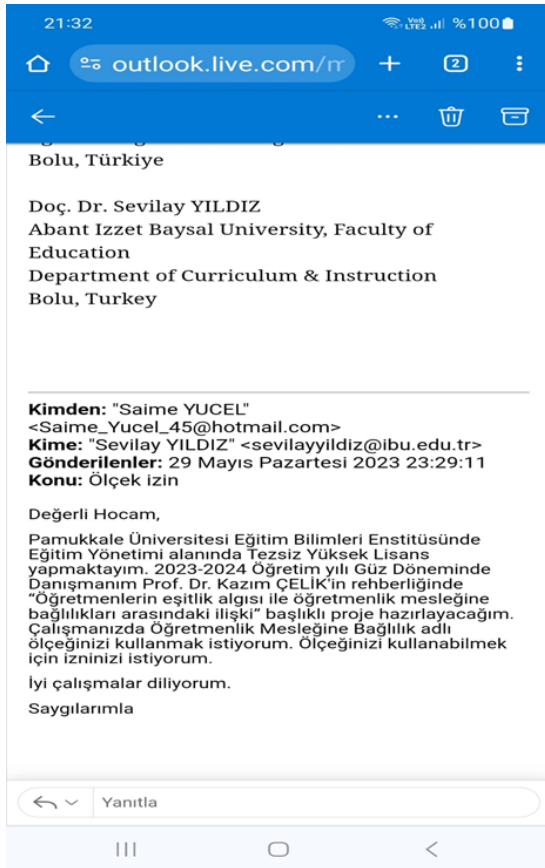 21:32
Vo)) LTE2 %100
outlook.live.com/m
2
Bolu, Türkiye
Doç. Dr. Sevilay YILDIZ
Abant Izzet Baysal University, Faculty of
Education
Department of Curriculum & Instruction
Bolu, Turkey
Kimden: "Saime YUCEL"
<Saime_Yucel_45@hotmail.com>
Kime: "Sevilay YILDIZ" <sevilayyildiz@ibu.edu.tr>
Gönderilenler: 29 Mayıs Pazartesi 2023 23:29:11
Konu: Ölçek izin
Değerli Hocam,
Pamukkale Üniversitesi Eğitim Bilimleri Enstitüsünde
Eğitim Yönetimi alanında Tezsiz Yüksek Lisans
yapmaktayım. 2023-2024 Öğretim yılı Güz Döneminde
Danışmanım Prof. Dr. Kazım ÇELİK'in rehberliğinde
“Öğretmenlerin eşitlik algısı ile öğretmenlik mesleğine
bağlılıkları arasındaki ilişki” başlıklı proje hazırlayacağım.
Çalışmanızda Öğretmenlik Mesleğine Bağlılık adlı
ölçeğinizi kullanmak istiyorum. Ölçeğinizi kullanabilmek
için izninizi istiyorum.
İyi çalışmalar diliyorum.
Saygılarımla
Yanıtla